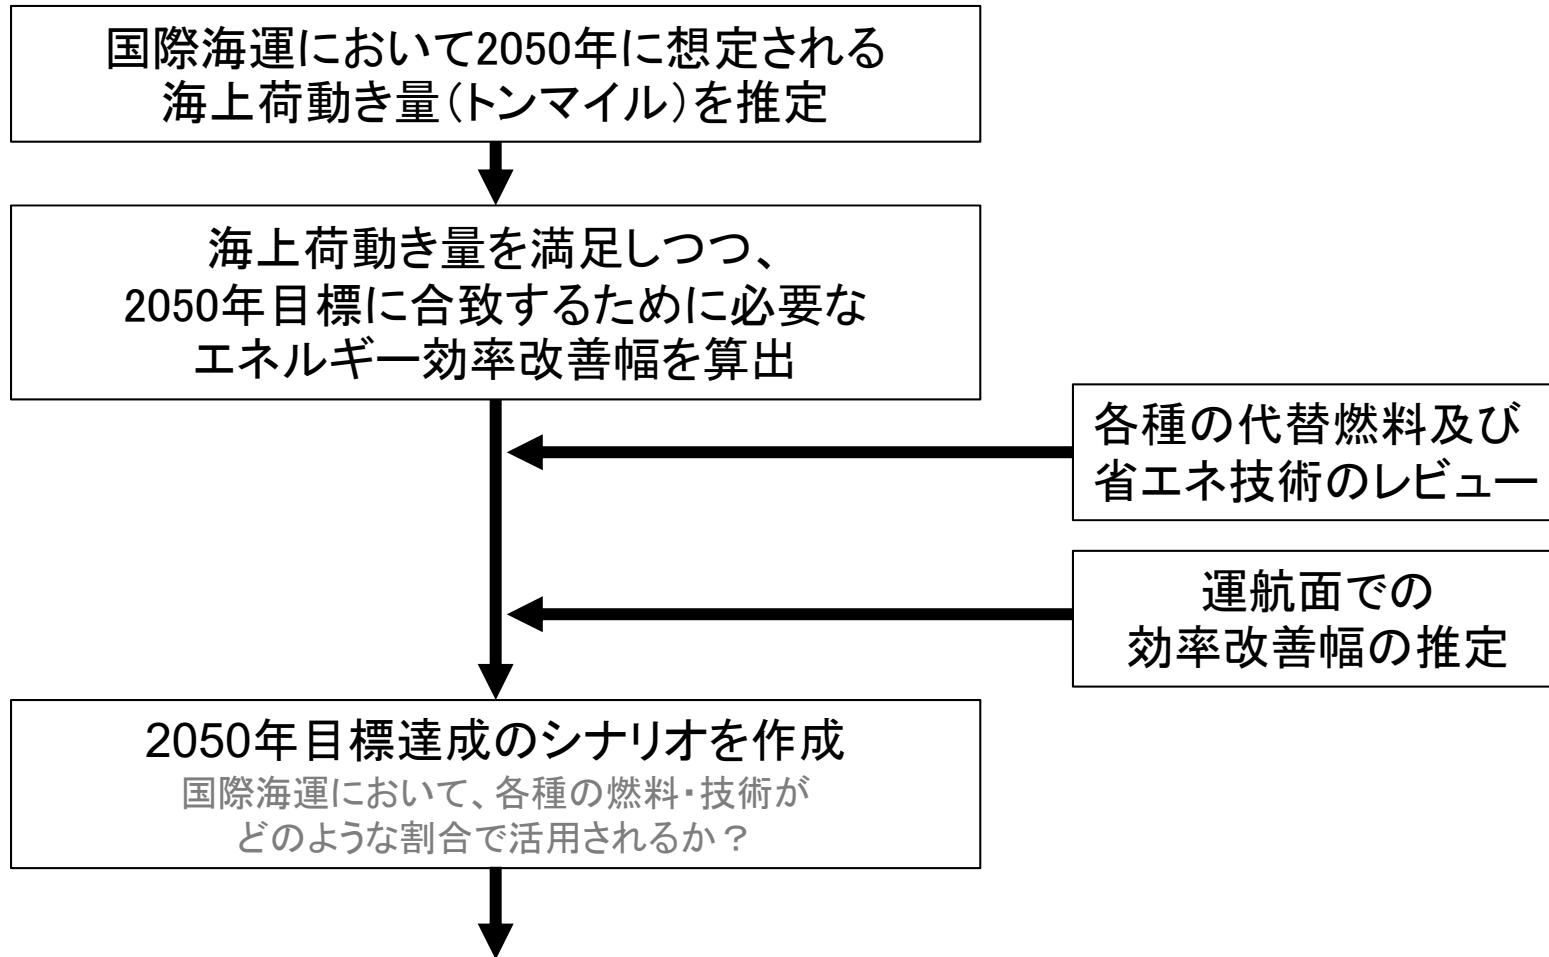 国際海運において2050年に想定される
海上荷動き量（トンマイル）を推定
海上荷動き量を満足しつつ、
2050年目標に合致するために必要な
エネルギー効率改善幅を算出
各種の代替燃料及び
省エネ技術のレビュー
運航面での
効率改善幅の推定
2050年目標達成のシナリオを作成
国際海運において、各種の燃料・技術が
どのような割合で活用されるか？